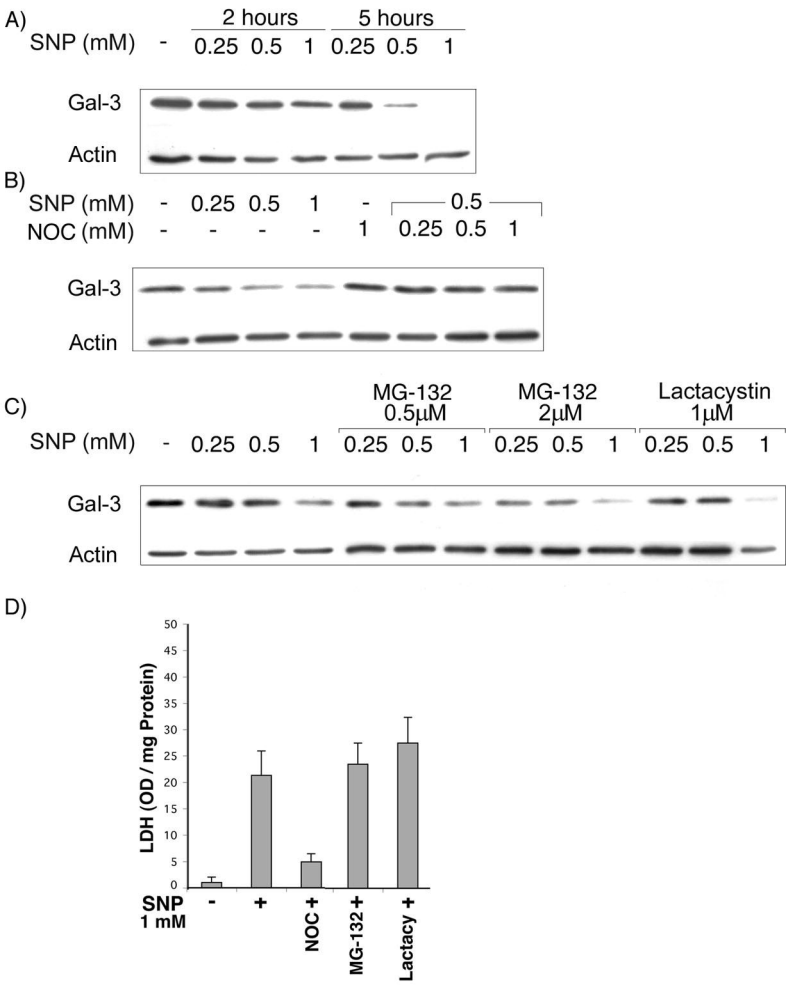 A)
2 hours 5 hours
SNP (mM) - 0.25 0.5 1 0.25 0.5 1
Gal-3
Actin
B)
SNP (mM) - 0.25 0.5 1 - 0.5
NOC (mM) - - - - 1 0.25 0.5 1
Gal-3
Actin
C)
MG-132 MG-132 Lactacystin
0.5µM 2µM 1µM
SNP (mM) - 0.25 0.5 1 0.25 0.5 1 0.25 0.5 1 0.25 0.5 1
Gal-3
Actin
D)
LDH (OD / mg Protein)
50
45
40
35
30
25
20
15
10
5
0
SNP - + NOC + MG-132 + Lactacy +
1 mM